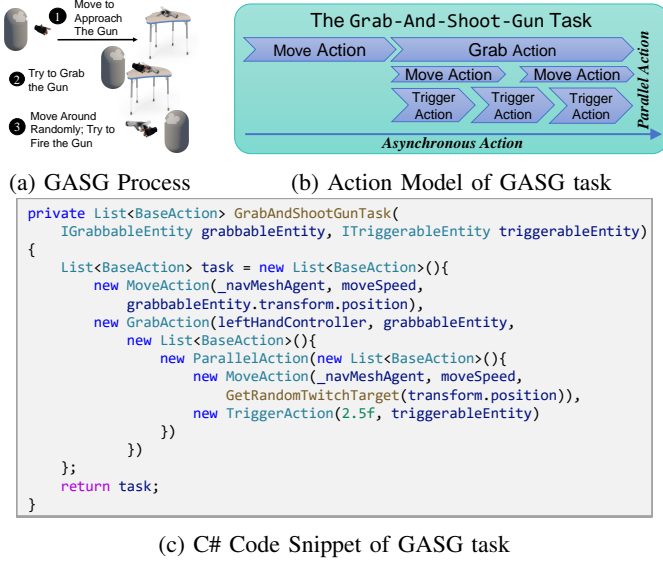 1 Move to
Approach
The Gun
2 Try to Grab
the Gun
3 Move Around
Randomly; Try to
Fire the Gun
(a) GASG Process
The Grab-And-Shoot-Gun Task
Move Action
Grab Action
Move Action
Move Action
Trigger
Action
Trigger
Action
Trigger
Action
Parallel Action
Asynchronous Action
(b) Action Model of GASG task
private List<BaseAction> GrabAndShootGunTask(
    IGrabbableEntity grabbableEntity, ITriggerableEntity triggerableEntity)
{
    List<BaseAction> task = new List<BaseAction>(){
        new MoveAction(_navMeshAgent, moveSpeed,
            grabbableEntity.transform.position),
        new GrabAction(leftHandController, grabbableEntity,
            new List<BaseAction>(){
                new ParallelAction(new List<BaseAction>(){
                    new MoveAction(_navMeshAgent, moveSpeed,
                        GetRandomTwitchTarget(transform.position)),
                    new TriggerAction(2.5f, triggerableEntity)
                })
            })
    };
    return task;
}
(c) C# Code Snippet of GASG task